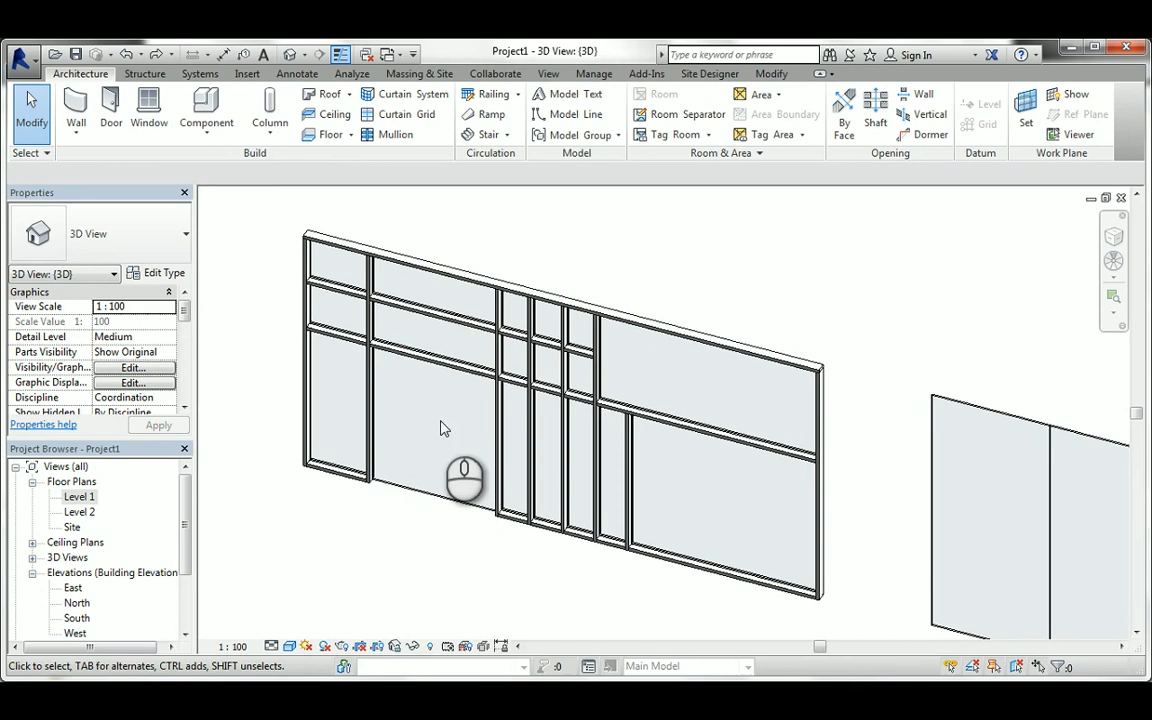 Project1 - 3D View: {3D}
Type a keyword or phrase
Sign In
Architecture Structure Systems Insert Annotate Analyze Massing & Site Collaborate View Manage Add-Ins Site Designer Modify
Modify
Wall
Door
Window
Component
Column
Roof
Ceiling
Floor
Curtain System
Curtain Grid
Mullion
Railing
Ramp
Stair
Model Text
Model Line
Model Group
Room
Room Separator
Tag Room
Area
Area Boundary
Tag Area
By
Face
Shaft
Wall
Vertical
Dormer
Level
Grid
Set
Show
Ref Plane
Viewer
Select
Build
Circulation
Model
Room & Area
Opening
Datum
Work Plane
Properties
3D View
3D View: {3D}
Edit Type
Graphics
View Scale 1 : 100
Scale Value 1: 100
Detail Level Medium
Parts Visibility Show Original
Visibility/Graph... Edit...
Graphic Displa... Edit...
Discipline Coordination
Properties help
Apply
Project Browser - Project1
Views (all)
Floor Plans
Level 1
Level 2
Site
Ceiling Plans
3D Views
Elevations (Building Elevation
East
North
South
West
1 : 100
Click to select, TAB for alternates, CTRL adds, SHIFT unselects.
:0
Main Model
:0